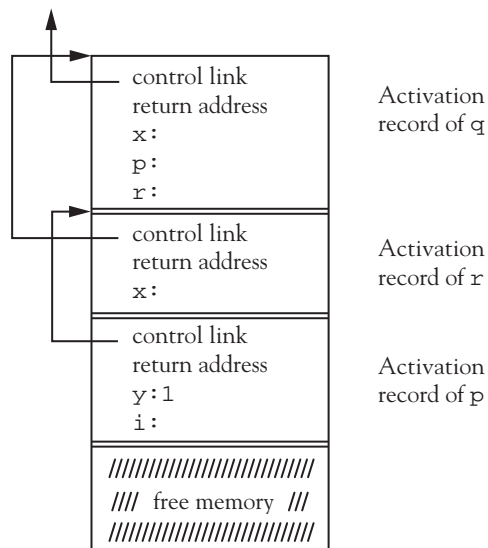 control link
return address
x:
p:
r:
Activation
record of q
control link
return address
x:
Activation
record of r
control link
return address
y:1
i:
Activation
record of p
free memory